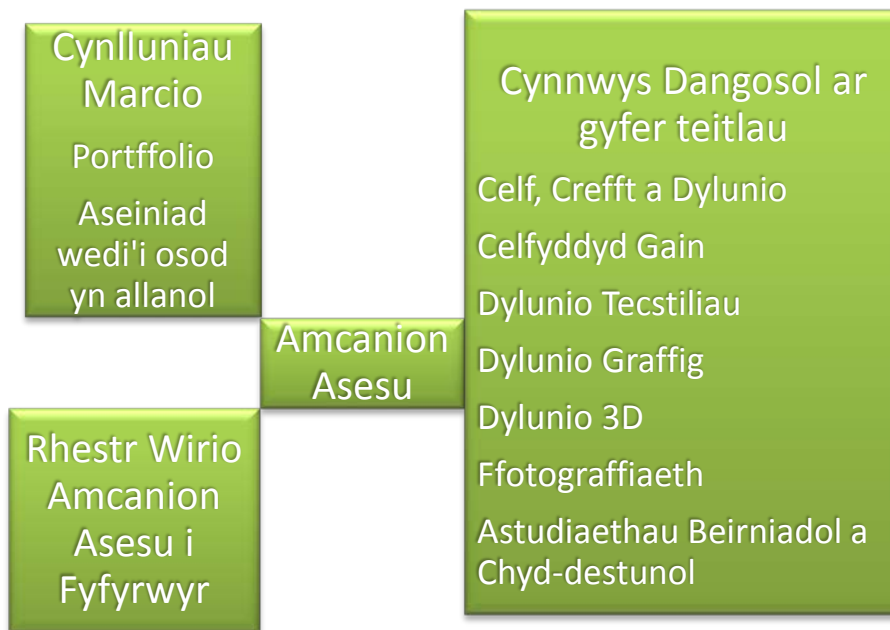 Cynlluniau
Marcio
Portffolio
Aseiniad
wedi'i osod
yn allanol
Amcanion
Asesu
Rhestr Wirio
Amcanion
Asesu i
Fyfyrwyr
Cynnwys Dangosol ar
gyfer teitlau
Celf, Crefft a Dylunio
Celfyddyd Gain
Dylunio Tecstiliau
Dylunio Graffig
Dylunio 3D
Ffotograffiaeth
Astudiaethau Beirniadol a
Chyd-destunol